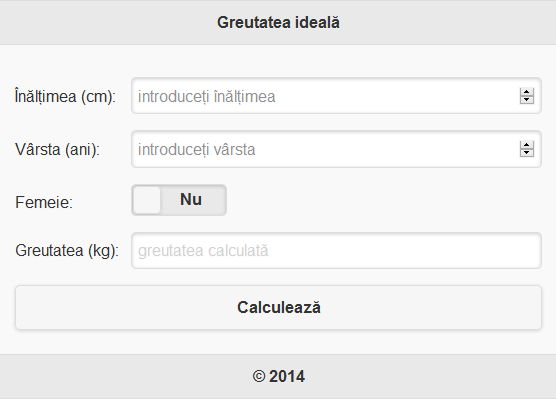 Greutatea ideală
Înălțimea (cm): introduceți înălțimea
Vârsta (ani): introduceți vârsta
Femeie: Nu
Greutatea (kg): greutatea calculată
Calculează
© 2014